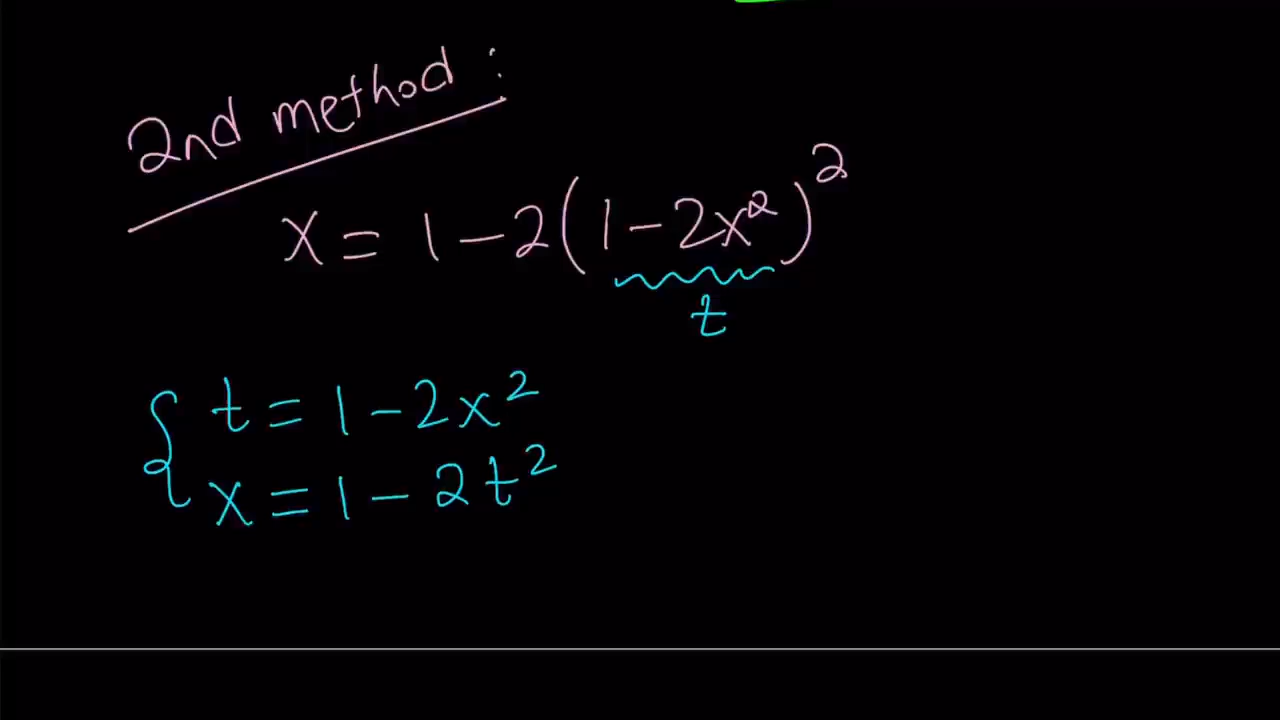 2nd method:
x = 1 - 2(1 - 2x²)²
t
t = 1 - 2x²
x = 1 - 2t²